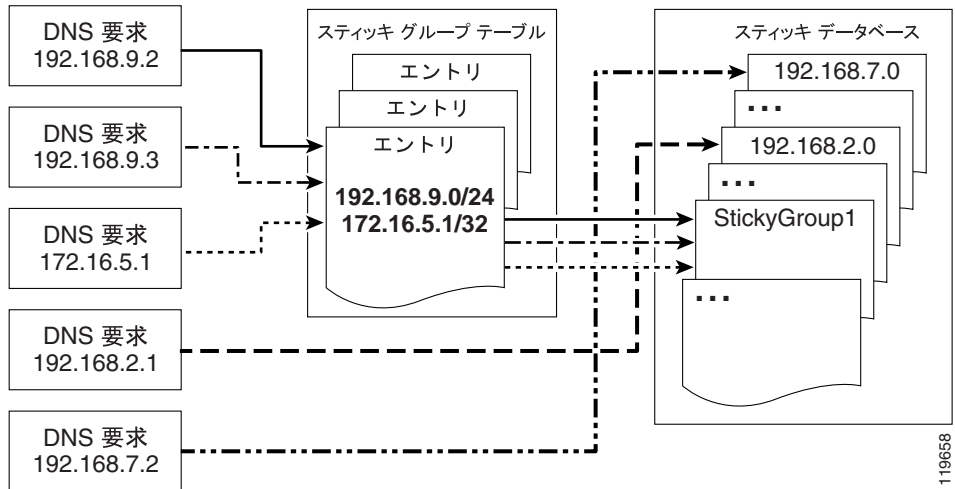 DNS 要求
192.168.9.2
DNS 要求
192.168.9.3
DNS 要求
172.16.5.1
DNS 要求
192.168.2.1
DNS 要求
192.168.7.2
スティッキ グループ テーブル
エントリ
エントリ
エントリ
192.168.9.0/24
172.16.5.1/32
スティッキ データベース
192.168.7.0
...
192.168.2.0
...
StickyGroup1
...
119658